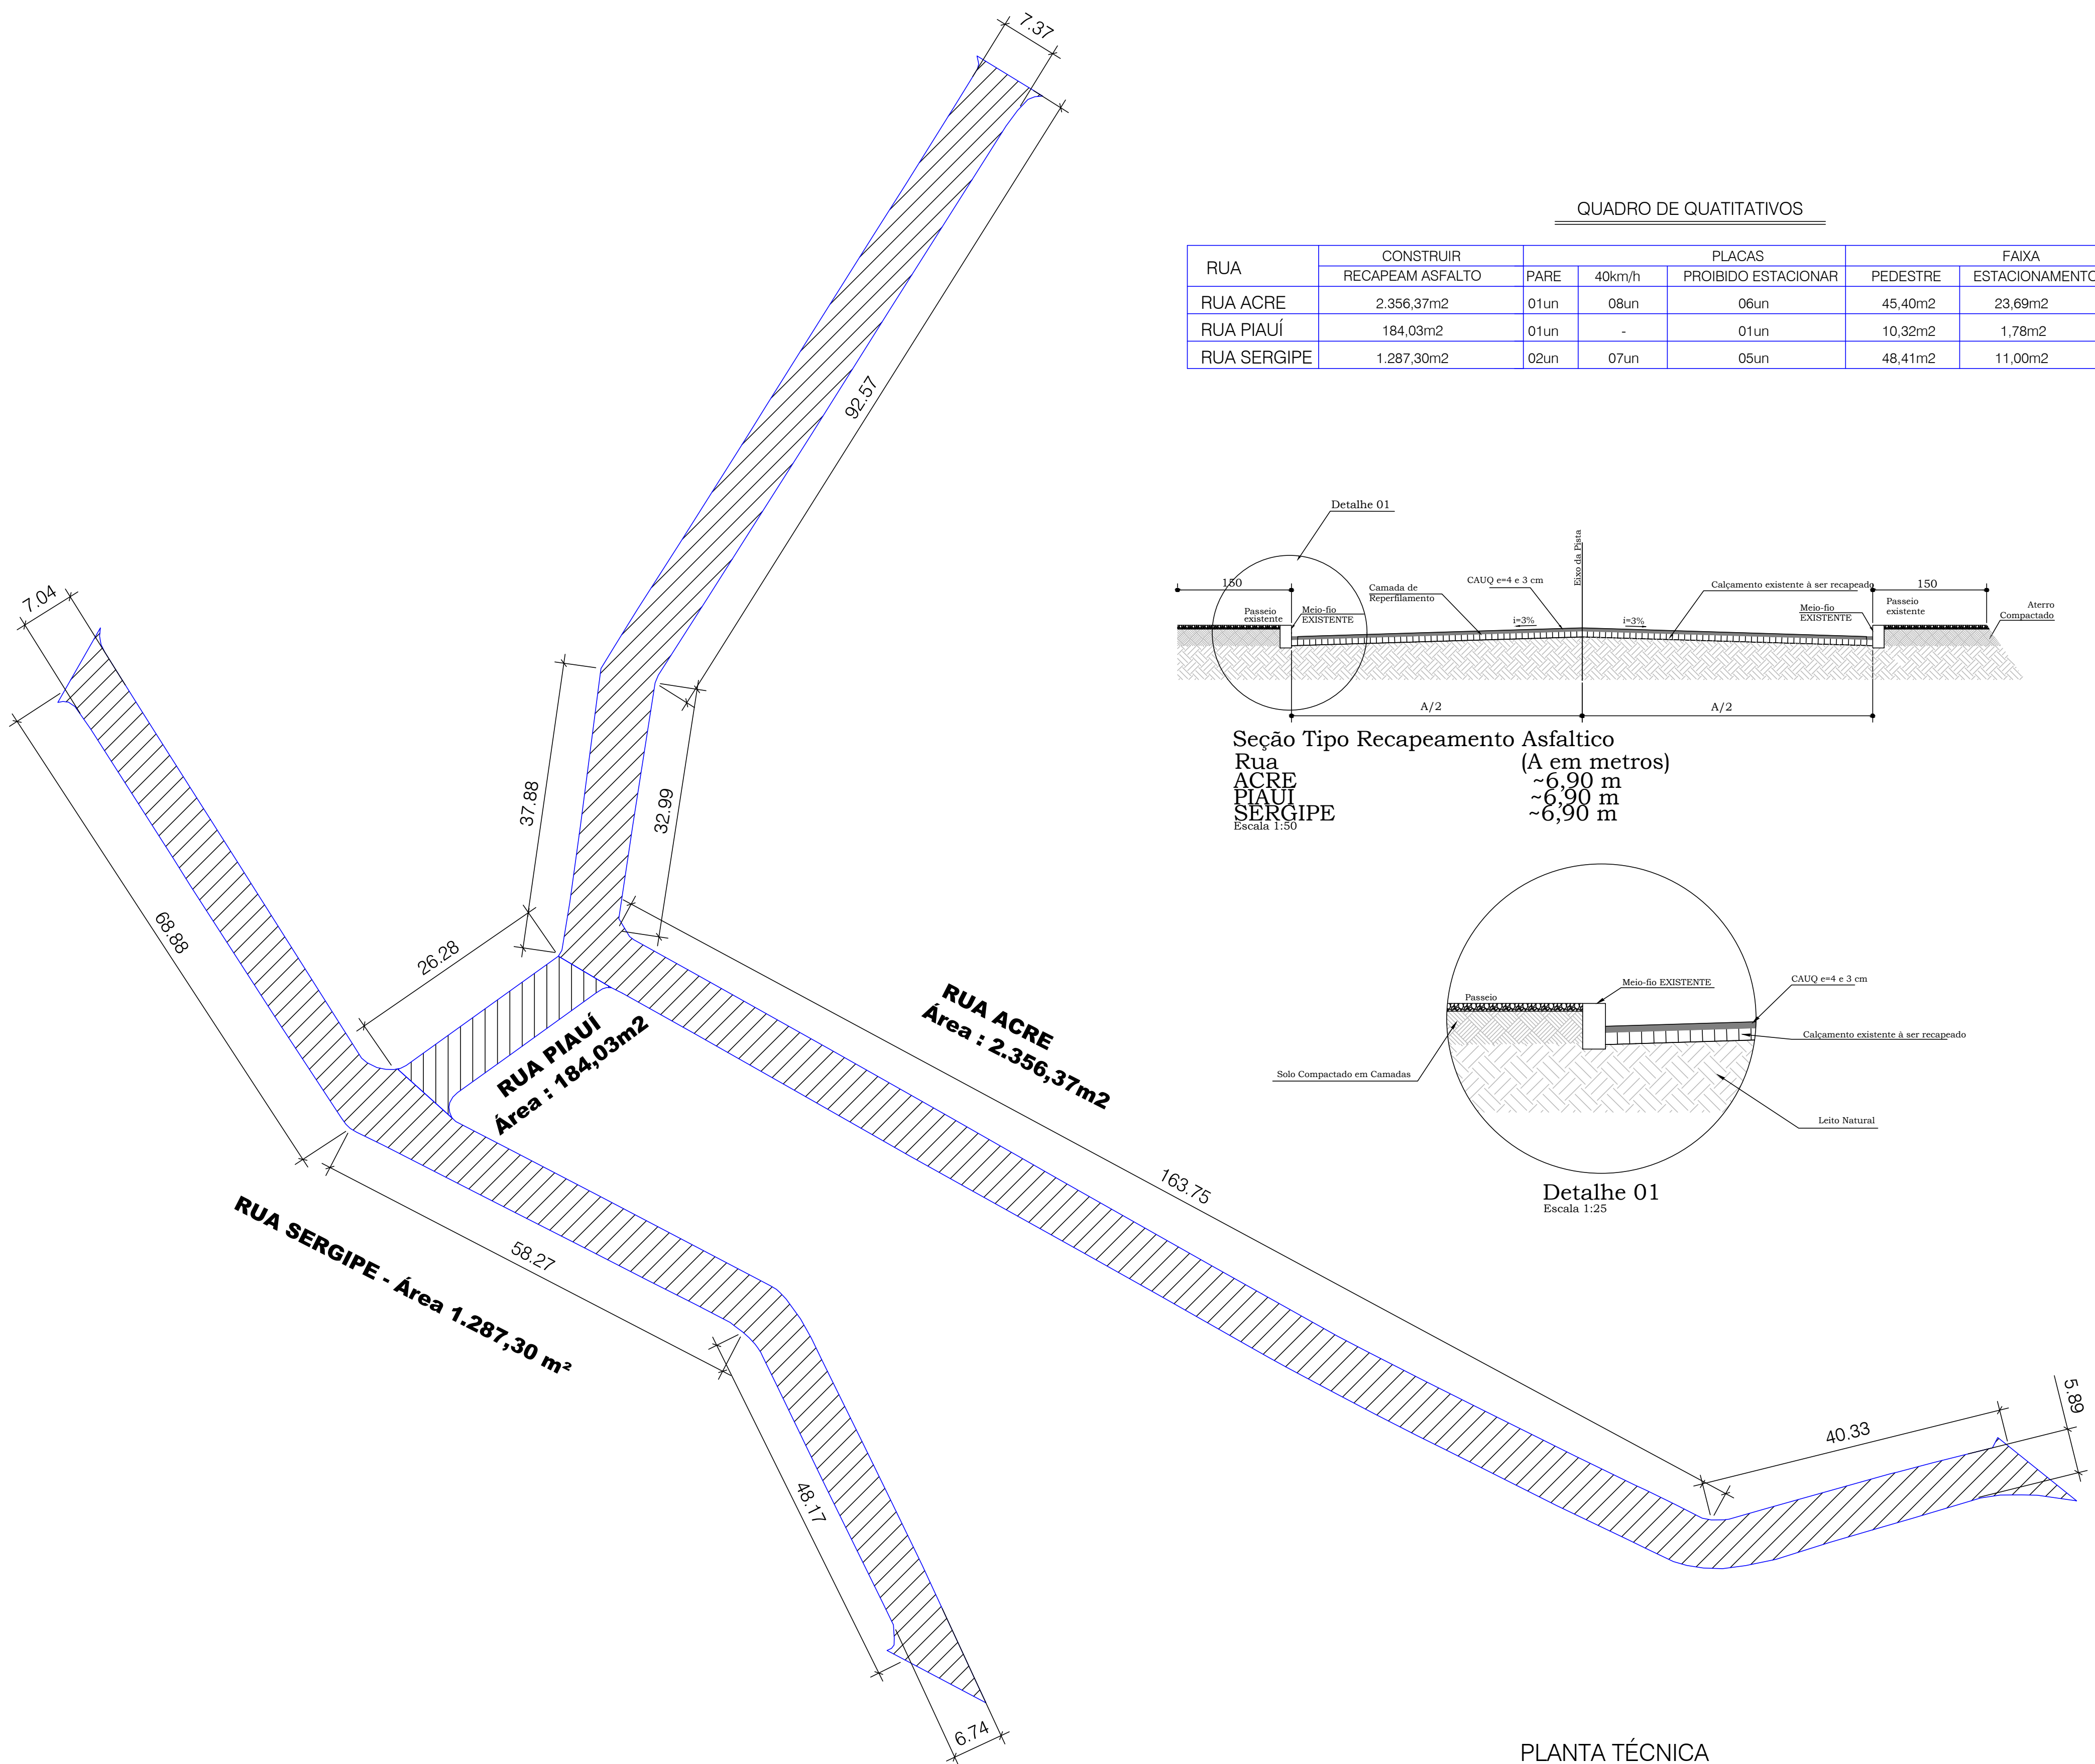 7.37
QUADRO DE QUATITATIVOS
RUA CONSTRUIR PLACAS FAIXA
RECAPEAM ASFALTO PARE 40km/h PROIBIDO ESTACIONAR PEDESTRE ESTACIONAMENTO
RUA ACRE 2.356,37m2 01un 08un 06un 45,40m2 23,69m2
RUA PIAUÍ 184,03m2 01un - 01un 10,32m2 1,78m2
RUA SERGIPE 1.287,30m2 02un 07un 05un 48,41m2 11,00m2
92.57
Detalhe 01
Eixo da Pista
150
Camada de
Reperfilamento
CAUQ e=4 e 3 cm
Calçamento existente à ser recapeado
150
Passeio
existente
Meio-fio
EXISTENTE
i=3%
i=3%
Meio-fio
EXISTENTE
Passeio
existente
Aterro
Compactado
A/2
A/2
Seção Tipo Recapeamento Asfaltico
Rua (A em metros)
ACRE ~6,90 m
PIAUI ~6,90 m
SERGIPE ~6,90 m
Escala 1:50
7.04
37.88
32.99
68.88
26.28
RUA PIAUÍ
Área : 184,03m2
RUA ACRE
Área : 2.356,37m2
Passeio
Meio-fio EXISTENTE
CAUQ e=4 e 3 cm
Calçamento existente à ser recapeado
Solo Compactado em Camadas
Leito Natural
Detalhe 01
Escala 1:25
163.75
RUA SERGIPE - Área 1.287,30 m²
58.27
48.17
40.33
5.89
6.74
PLANTA TÉCNICA